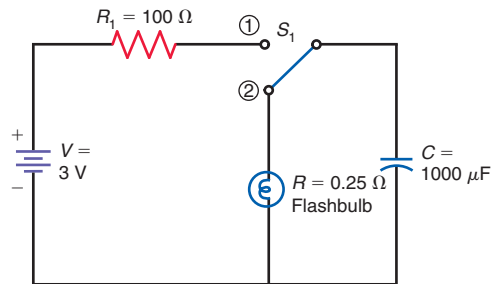 R₁ = 100 Ω
① S₁
②
+
V =
3 V
−
R = 0.25 Ω
Flashbulb
C =
1000 μF